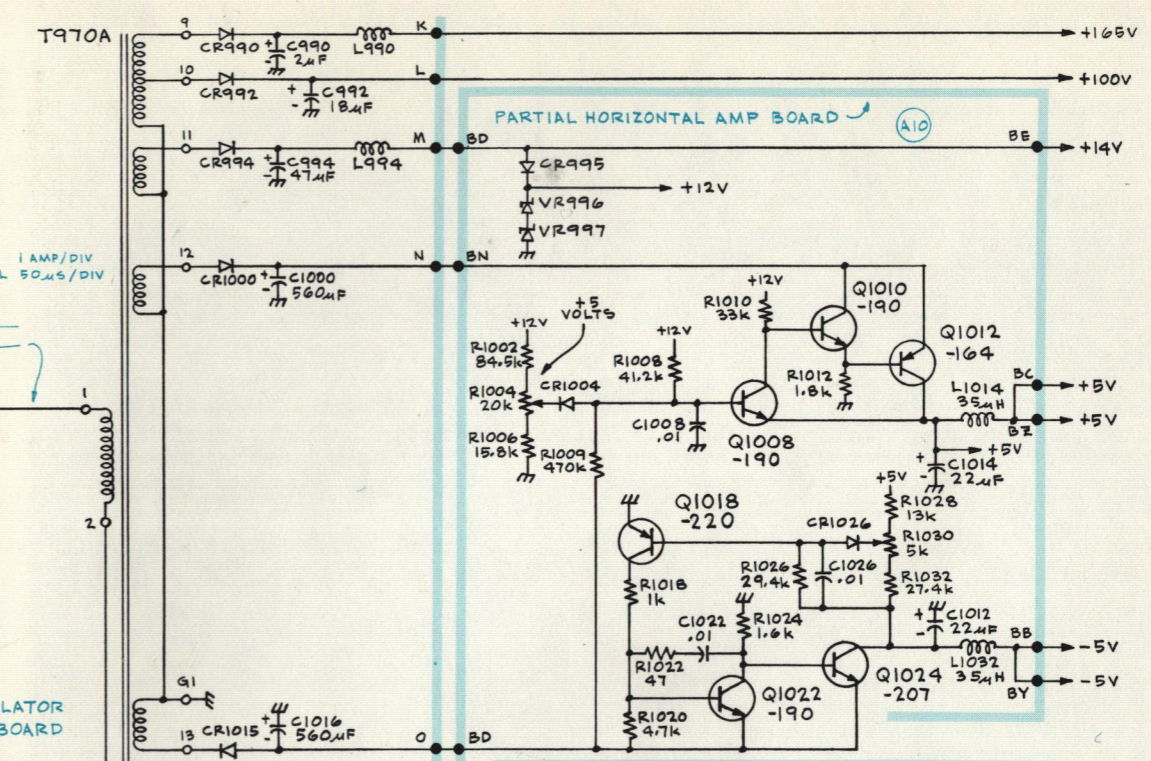 T970A
9
CR990
+
-
C990
2µF
L990
K
+165V
10
CR992
+
-
C992
18µF
L
+100V
PARTIAL HORIZONTAL AMP BOARD
A10
11
CR994
+
-
C994
47µF
L994
M
BD
CR995
BE
+14V
+12V
VR996
VR997
1 AMP/DIV
50µS/DIV
12
CR1000
+
-
C1000
560µF
N
BN
+12V
R1010
33k
Q1010
-190
+5
VOLTS
+12V
R1002
84.5k
+12V
R1008
41.2k
Q1012
-164
R1012
1.8k
R1004
20k
CR1004
L1014
35µH
BC
+5V
BZ
+5V
1
R1006
15.8k
R1009
470k
C1008
.01
Q1008
-190
+5V
+
-
C1014
22µF
2
Q1018
-220
+5V
R1028
13k
CR1026
R1030
5k
R1026
29.4k
C1026
.01
R1032
27.4k
R1018
1k
C1022
.01
R1024
1.6k
+
-
C1012
22µF
BB
-5V
R1022
47
L1032
35µH
BY
-5V
Q1024
-207
G1
Q1022
-190
LATOR
BOARD
R1020
4.7k
13
CR1015
+
-
C1016
560µF
O
BD